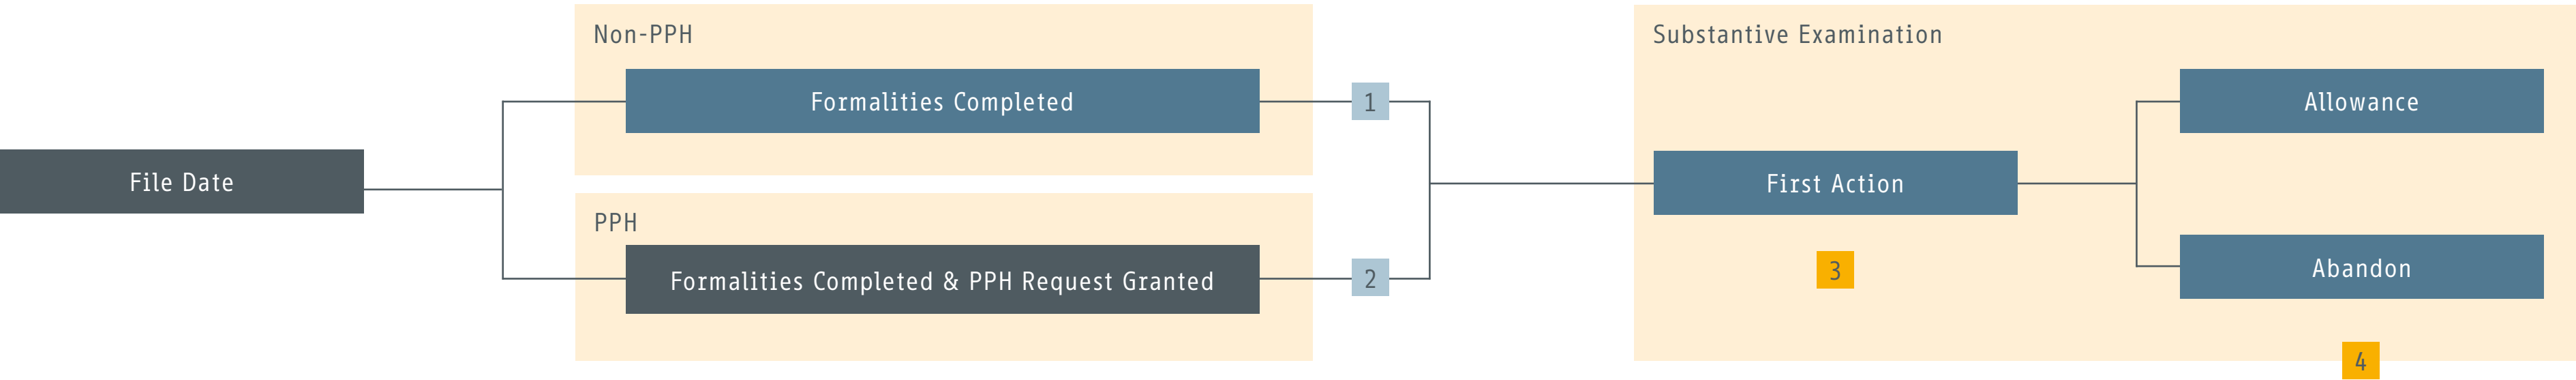 File Date
Non-PPH
Formalities Completed
1
PPH
Formalities Completed & PPH Request Granted
2
Substantive Examination
First Action
3
Allowance
Abandon
4